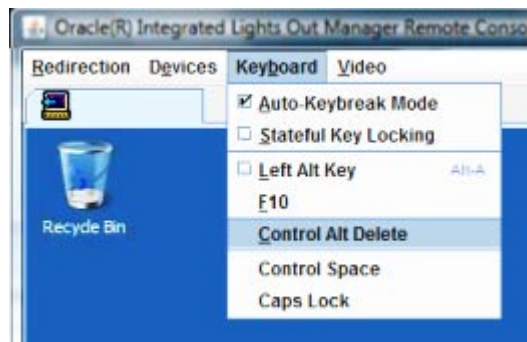 Oracle(R) Integrated Lights Out Manager Remote Conso
Redirection Devices Keyboard Video
Auto-Keybreak Mode
Stateful Key Locking
Left Alt Key Alt-A
F10
Control Alt Delete
Control Space
Caps Lock
Recycle Bin